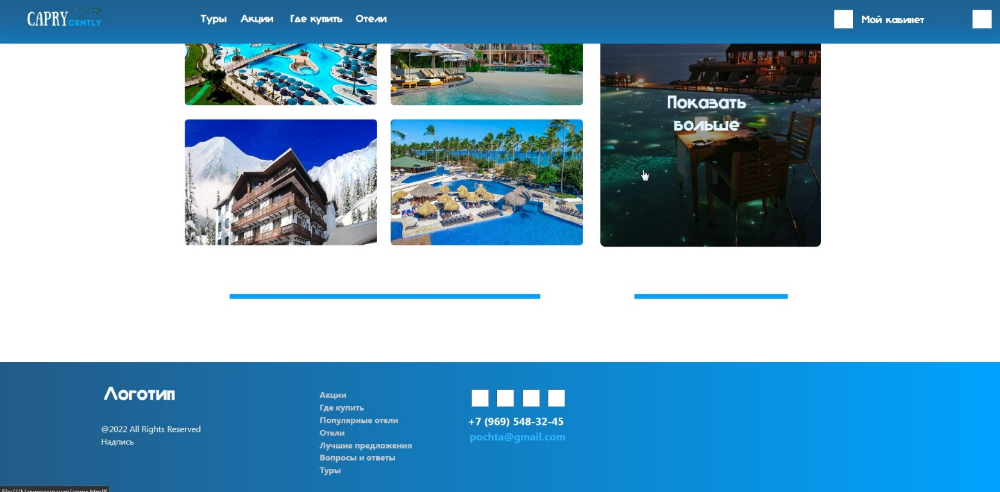 CAPRY CENTLY
Туры Акции Где купить Отели
Мой кабинет
Показать
больше
Логотип
@2022 All Rights Reserved
Надпись
Акции
Где купить
Популярные отели
Отели
Лучшие предложения
Вопросы и ответы
Туры
+7 (969) 548-32-45
pochta@gmail.com